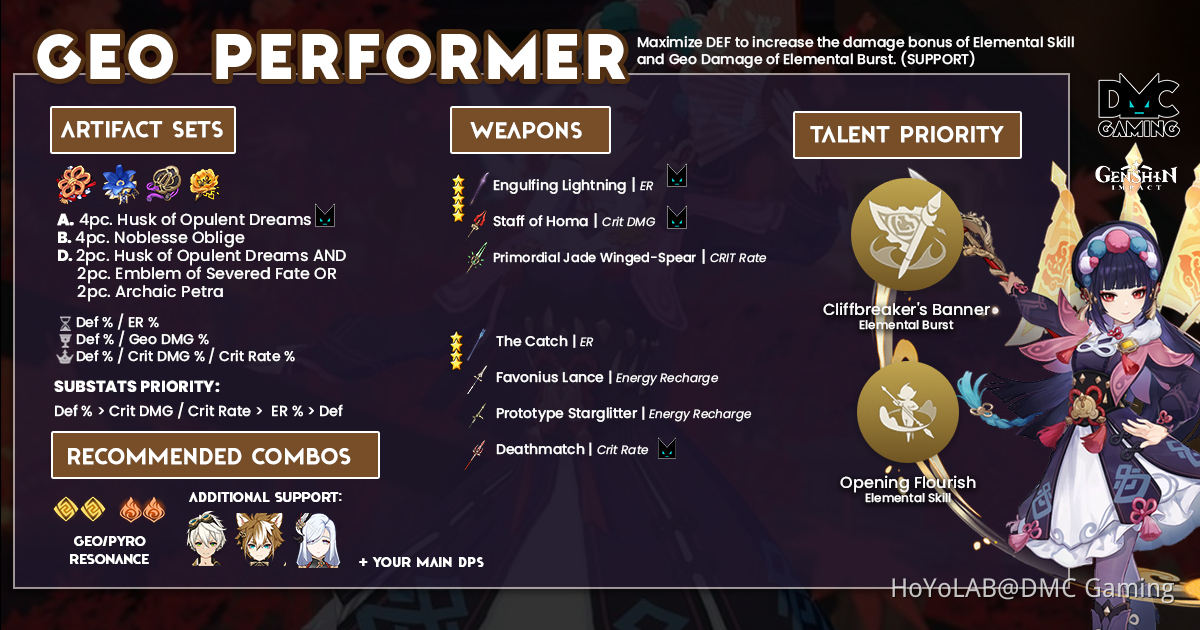 GEO PERFORMER
Maximize DEF to increase the damage bonus of Elemental Skill
and Geo Damage of Elemental Burst. (SUPPORT)
DMC
GAMING
GENSHIN
IMPACT
ARTIFACT SETS
A. 4pc. Husk of Opulent Dreams
B. 4pc. Noblesse Oblige
D. 2pc. Husk of Opulent Dreams AND
2pc. Emblem of Severed Fate OR
2pc. Archaic Petra
Def % / ER %
Def % / Geo DMG %
Def % / Crit DMG % / Crit Rate %
SUBSTATS PRIORITY:
Def % > Crit DMG / Crit Rate > ER % > Def
RECOMMENDED COMBOS
GEO/PYRO
RESONANCE
ADDITIONAL SUPPORT:
+ YOUR MAIN DPS
WEAPONS
Engulfing Lightning | ER
Staff of Homa | Crit DMG
Primordial Jade Winged-Spear | CRIT Rate
The Catch | ER
Favonius Lance | Energy Recharge
Prototype Starglitter | Energy Recharge
Deathmatch | Crit Rate
TALENT PRIORITY
Cliffbreaker's Banner
Elemental Burst
Opening Flourish
Elemental Skill
HoYoLAB@DMC Gaming